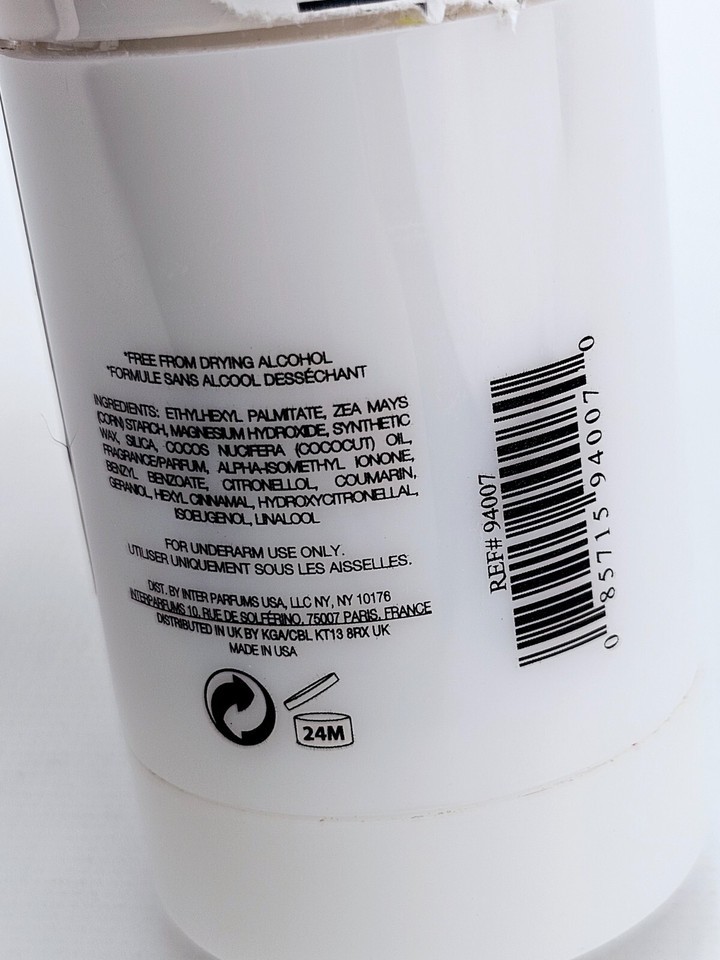 *FREE FROM DRYING ALCOHOL
*FORMULE SANS ALCOOL DESSÉCHANT
INGREDIENTS: ETHYLHEXYL PALMITATE, ZEA MAYS
(CORN) STARCH, MAGNESIUM HYDROXIDE, SYNTHETIC
WAX, SILICA, COCOS NUCIFERA (COCOCUT) OIL,
FRAGRANCE/PARFUM, ALPHA-ISOMETHYL IONONE,
BENZYL BENZOATE, CITRONELLOL, COUMARIN,
GERANIOL, HEXYL CINNAMAL, HYDROXYCITRONELLAL,
ISOEUGENOL, LINALOOL
FOR UNDERARM USE ONLY.
UTILISER UNIQUEMENT SOUS LES AISSELLES.
DIST. BY INTER PARFUMS USA, LLC NY, NY 10176
INTERPARFUMS 10, RUE DE SOLFÉRINO, 75007 PARIS, FRANCE
DISTRIBUTED IN UK BY KGA/CBL KT13 8RX UK
MADE IN USA
24M
REF# 94007
0 85715 94007 0